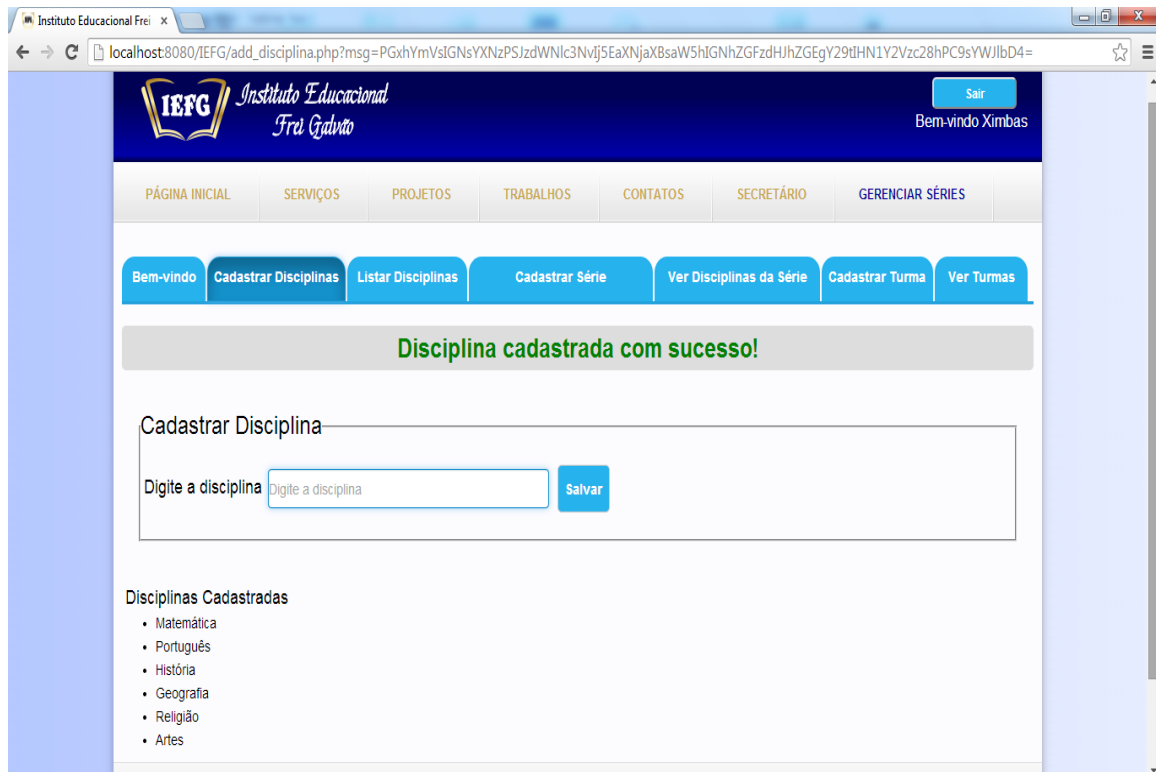 Instituto Educacional Frei
localhost:8080/IEFG/add_disciplina.php?msg=PGxhYmVsIGNsYXNzPSJzdWNlc3NvIj5EaXNjaXBsaW5hIGNhZGFzdHJhZGEgY29tIHN1Y2Vzc28hPC9sYWJlbD4=
IEFG
Instituto Educacional
Frei Galvão
Sair
Bem-vindo Ximbas
PÁGINA INICIAL SERVIÇOS PROJETOS TRABALHOS CONTATOS SECRETÁRIO GERENCIAR SÉRIES
Bem-vindo Cadastrar Disciplinas Listar Disciplinas Cadastrar Série Ver Disciplinas da Série Cadastrar Turma Ver Turmas
Disciplina cadastrada com sucesso!
Cadastrar Disciplina
Digite a disciplina Digite a disciplina Salvar
Disciplinas Cadastradas
• Matemática
• Português
• História
• Geografia
• Religião
• Artes